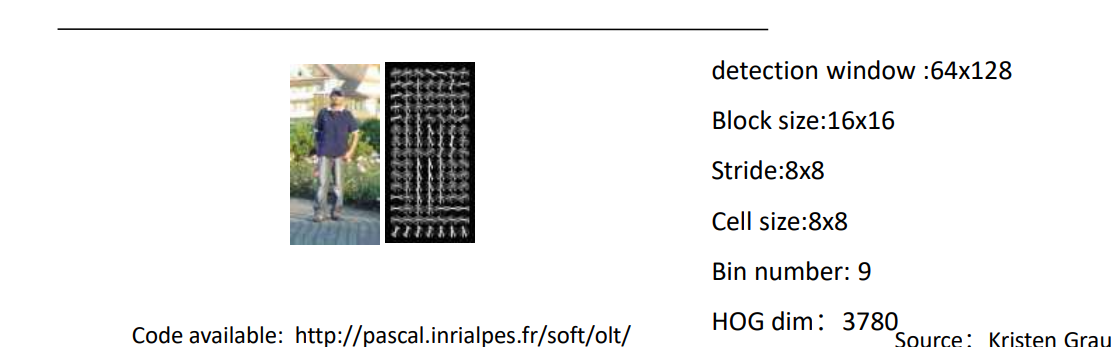 detection window :64x128
Block size:16x16
Stride:8x8
Cell size:8x8
Bin number: 9
HOG dim： 3780
Code available: http://pascal.inrialpes.fr/soft/olt/
Source： Kristen Grau